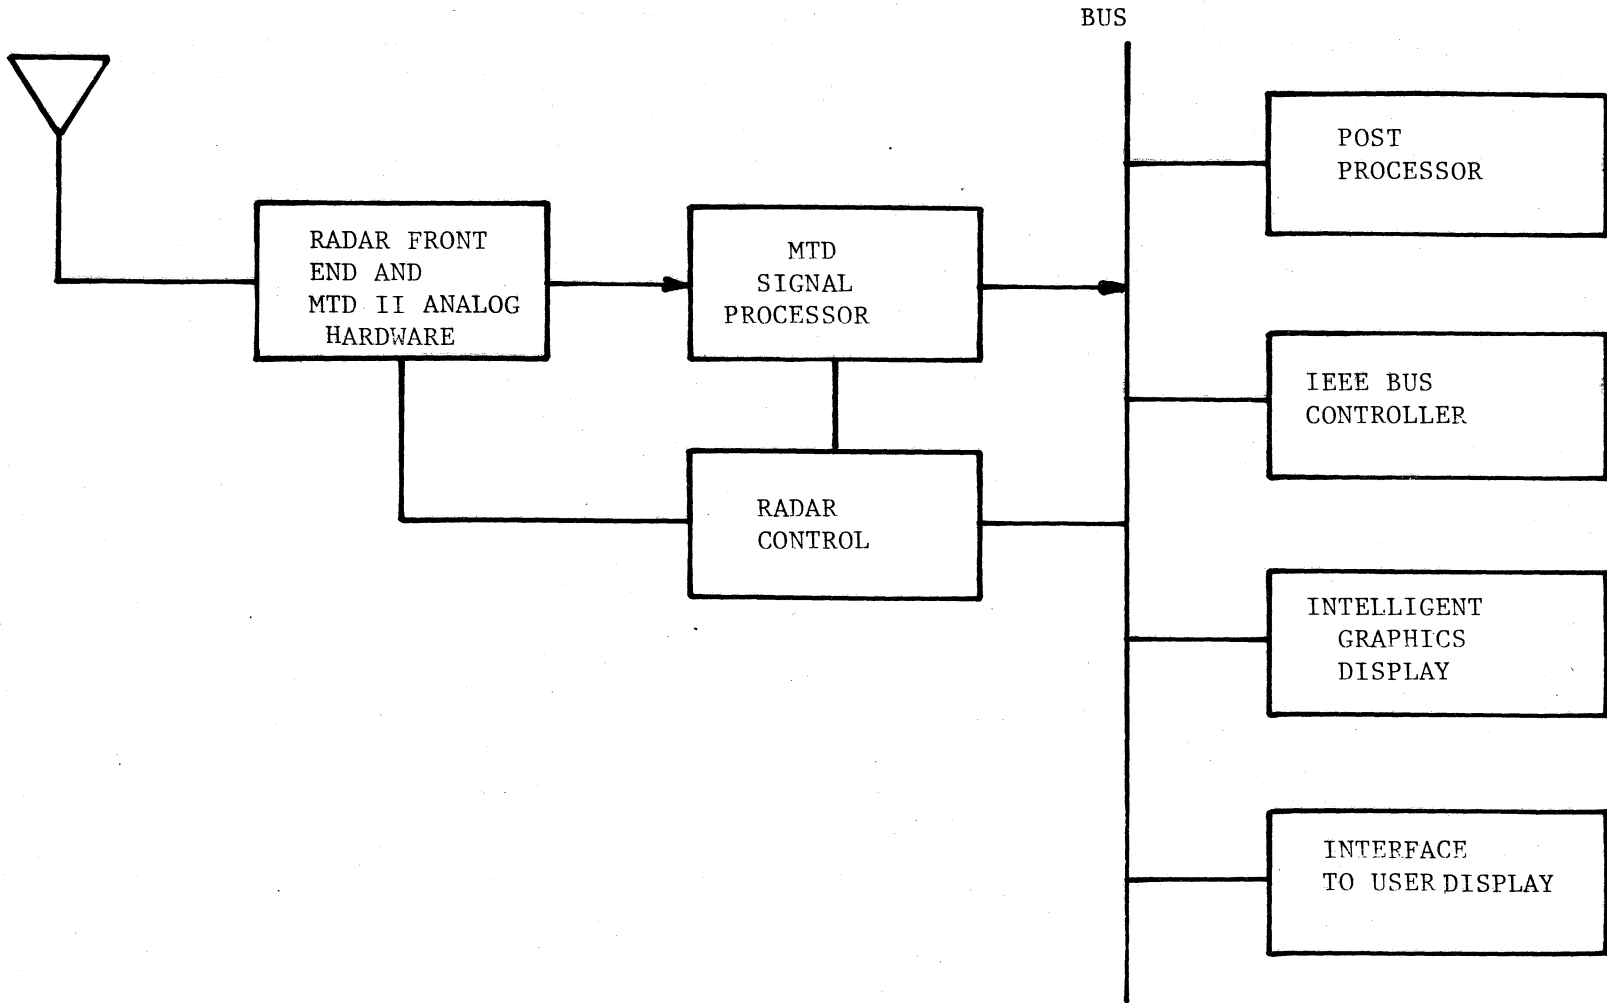 BUS
POST
PROCESSOR
RADAR FRONT
END AND
MTD II ANALOG
HARDWARE
MTD
SIGNAL
PROCESSOR
IEEE BUS
CONTROLLER
RADAR
CONTROL
INTELLIGENT
GRAPHICS
DISPLAY
INTERFACE
TO USER DISPLAY